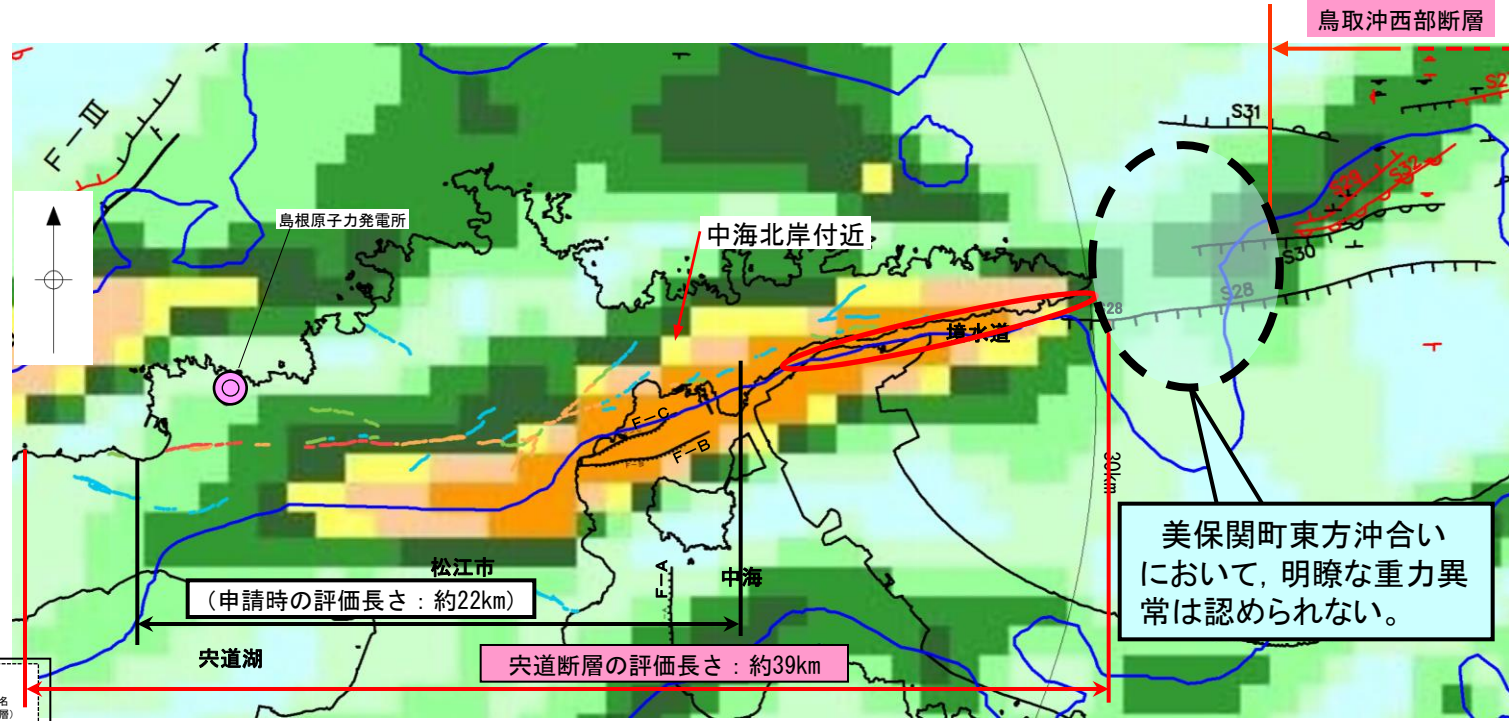 鳥取沖西部断層
F-Ⅲ
S31
S29
S32
S30
S28
島根原子力発電所
中海北岸付近
境水道
F-C
F-B
30km
美保関町東方沖合い
において，明瞭な重力異
常は認められない。
松江市
F-A
中海
（申請時の評価長さ：約22km）
宍道湖
宍道断層の評価長さ：約39km